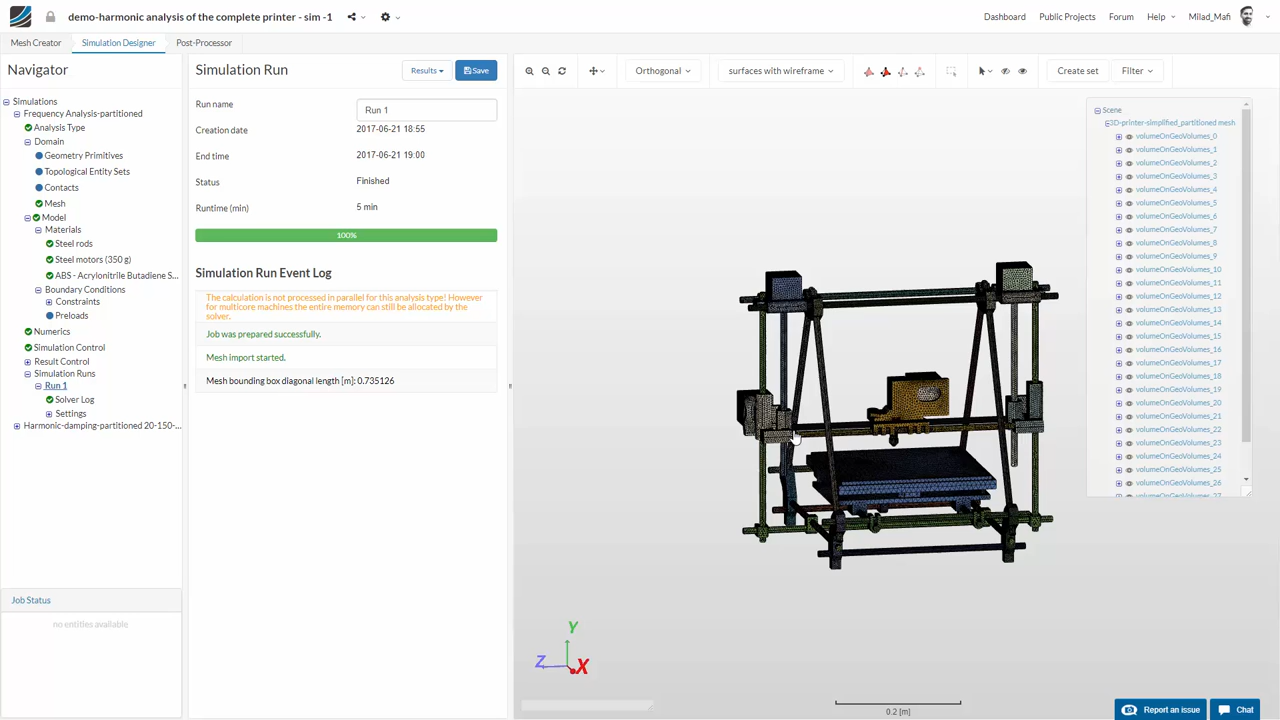 demo-harmonic analysis of the complete printer - sim -1
Dashboard
Public Projects
Forum
Help
Milad_Mafi
Mesh Creator
Simulation Designer
Post-Processor
Navigator
Simulations
Frequency Analysis-partitioned
Analysis Type
Domain
Geometry Primitives
Topological Entity Sets
Contacts
Mesh
Model
Materials
Steel rods
Steel motors (350 g)
ABS - Acrylonitrile Butadiene S...
Boundary Conditions
Constraints
Preloads
Numerics
Simulation Control
Result Control
Simulation Runs
Run 1
Solver Log
Settings
Harmonic-damping-partitioned 20-150-...
Job Status
no entities available
Simulation Run
Results
Save
Run name
Run 1
Creation date
2017-06-21 18:55
End time
2017-06-21 19:00
Status
Finished
Runtime (min)
5 min
100%
Simulation Run Event Log
The calculation is not processed in parallel for this analysis type! However
for multicore machines the entire memory can still be allocated by the
solver.
Job was prepared successfully.
Mesh import started.
Mesh bounding box diagonal length [m]: 0.735126
Orthogonal
surfaces with wireframe
Create set
Filter
Scene
3D-printer-simplified_partitioned mesh
volumeOnGeoVolumes_0
volumeOnGeoVolumes_1
volumeOnGeoVolumes_2
volumeOnGeoVolumes_3
volumeOnGeoVolumes_4
volumeOnGeoVolumes_5
volumeOnGeoVolumes_6
volumeOnGeoVolumes_7
volumeOnGeoVolumes_8
volumeOnGeoVolumes_9
volumeOnGeoVolumes_10
volumeOnGeoVolumes_11
volumeOnGeoVolumes_12
volumeOnGeoVolumes_13
volumeOnGeoVolumes_14
volumeOnGeoVolumes_15
volumeOnGeoVolumes_16
volumeOnGeoVolumes_17
volumeOnGeoVolumes_18
volumeOnGeoVolumes_19
volumeOnGeoVolumes_20
volumeOnGeoVolumes_21
volumeOnGeoVolumes_22
volumeOnGeoVolumes_23
volumeOnGeoVolumes_24
volumeOnGeoVolumes_25
volumeOnGeoVolumes_26
Y
Z
X
0.2 [m]
Report an issue
Chat